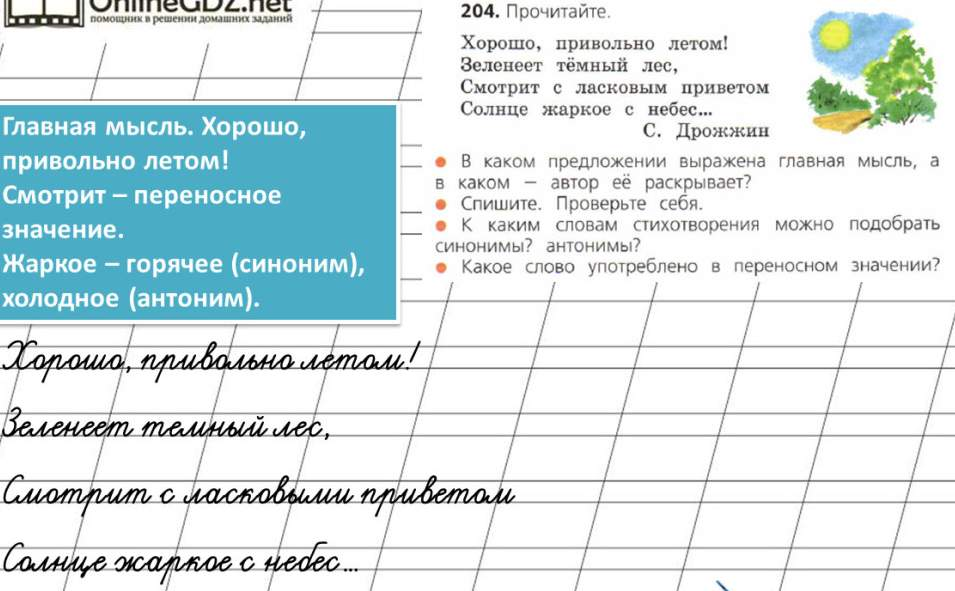 OnlineGDZ.net
помощник в решении домашних заданий
204. Прочитайте.
Хорошо, привольно летом!
Зеленеет тёмный лес,
Смотрит с ласковым приветом
Солнце жаркое с небес...
С. Дрожжин
В каком предложении выражена главная мысль, а
в каком — автор её раскрывает?
Спишите. Проверьте себя.
К каким словам стихотворения можно подобрать
синонимы? антонимы?
Какое слово употреблено в переносном значении?
Главная мысль. Хорошо,
привольно летом!
Смотрит – переносное
значение.
Жаркое – горячее (синоним),
холодное (антоним).
Хорошо, привольно летом!
Зеленеет темный лес,
Смотрит с ласковыми приветом
Солнце жаркое с небес...